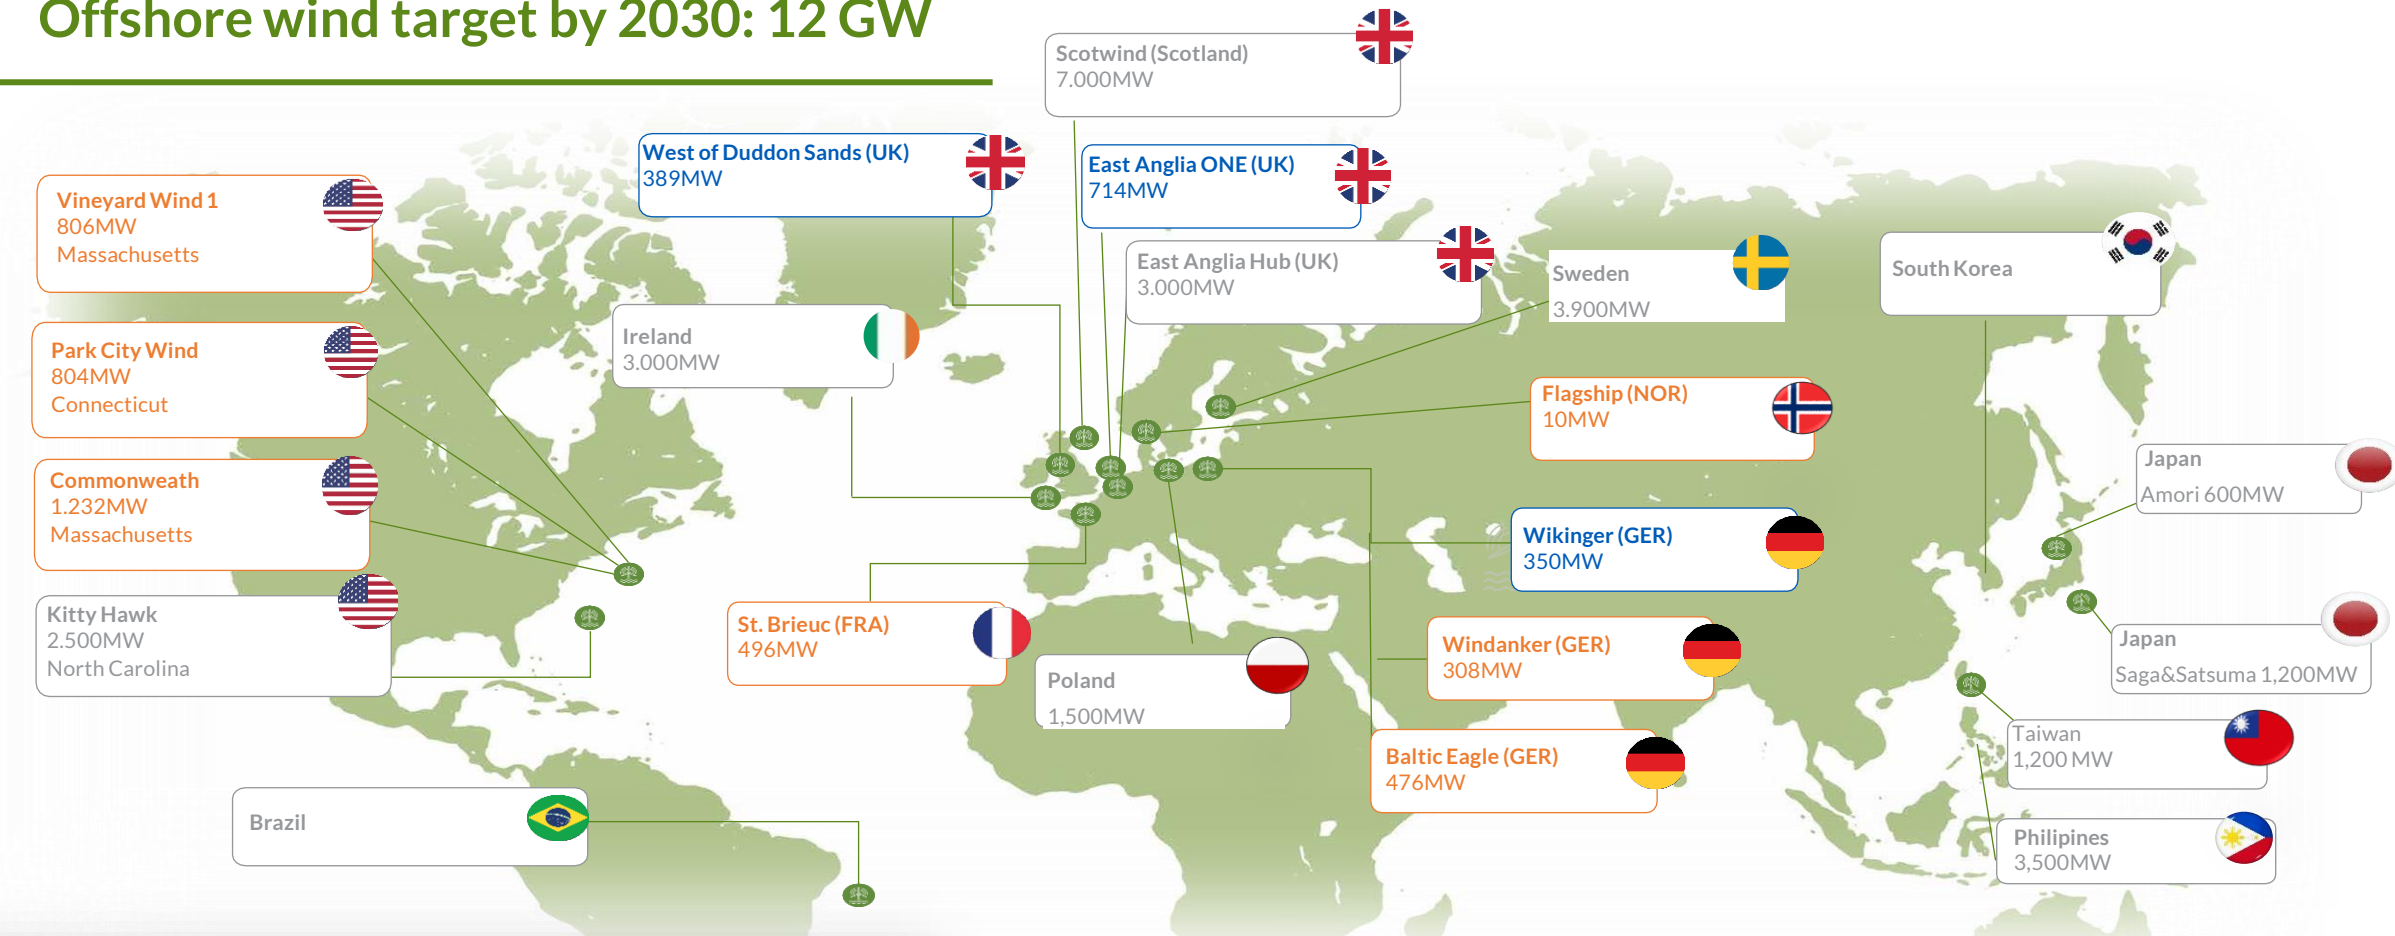 Offshore wind target by 2030: 12 GW
Scotwind (Scotland)
7.000MW
West of Duddon Sands (UK)
389MW
East Anglia ONE (UK)
714MW
Vineyard Wind 1
806MW
Massachusetts
East Anglia Hub (UK)
3.000MW
Sweden
3.900MW
South Korea
Ireland
3.000MW
Park City Wind
804MW
Connecticut
Flagship (NOR)
10MW
Commonweath
1.232MW
Massachusetts
Japan
Amori 600MW
Wikinger (GER)
350MW
Kitty Hawk
2.500MW
North Carolina
St. Brieuc (FRA)
496MW
Windanker (GER)
308MW
Japan
Saga&Satsuma 1,200MW
Poland
1,500MW
Taiwan
1,200 MW
Baltic Eagle (GER)
476MW
Brazil
Philipines
3,500MW